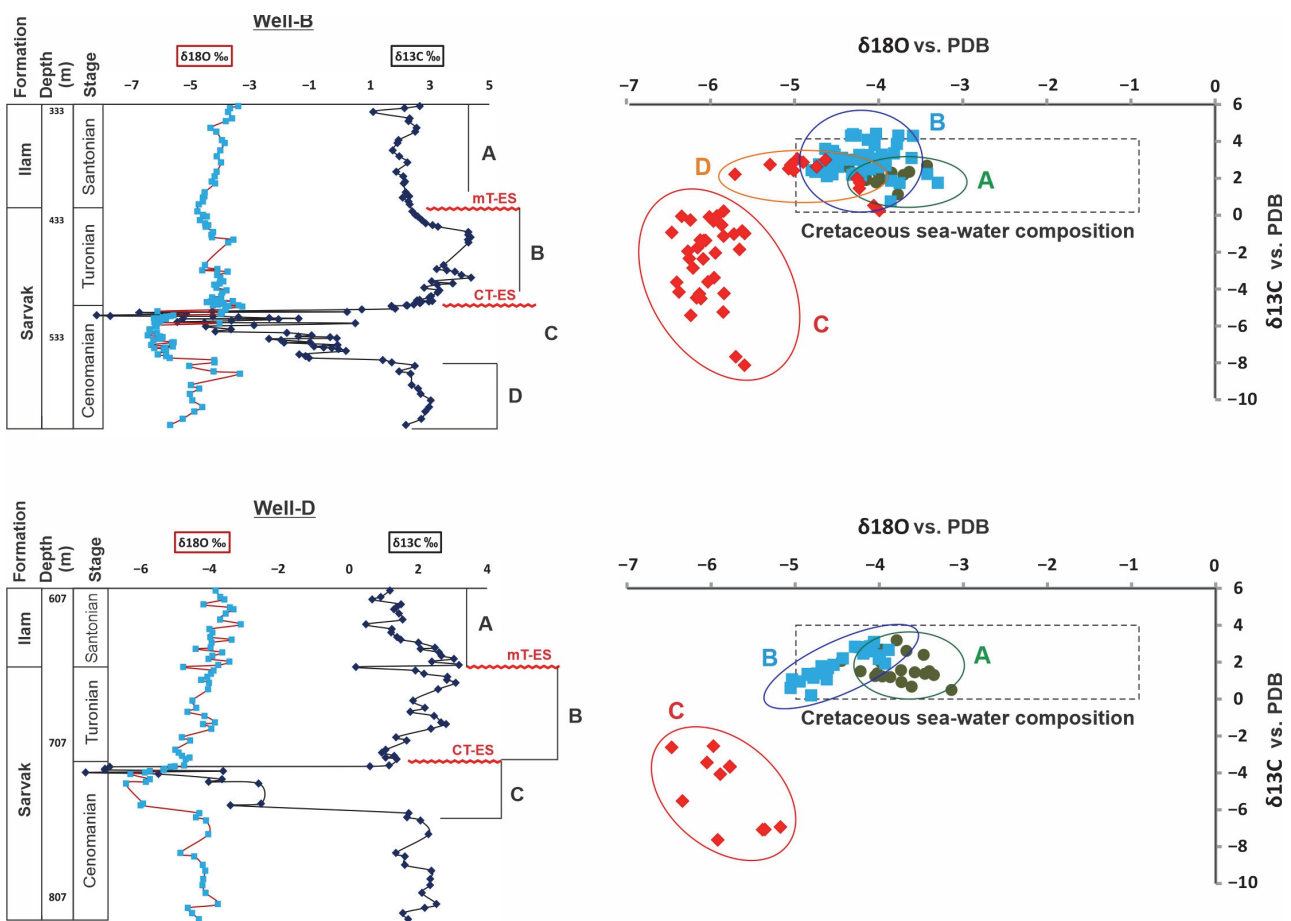 Well-B
Formation
Depth (m)
Stage
δ18O ‰
δ13C ‰
−7 −5 −3 −1 1 3 5
Ilam
Sarvak
333
433
533
Santonian
Turonian
Cenomanian
A
mT-ES
B
CT-ES
C
D
δ18O vs. PDB
−7 −6 −5 −4 −3 −2 −1 0
6
4
2
0
−2
−4
−6
−8
−10
δ13C vs. PDB
B
D
A
Cretaceous sea-water composition
C
Well-D
Formation
Depth (m)
Stage
δ18O ‰
δ13C ‰
−6 −4 −2 0 2 4
Ilam
Sarvak
607
707
807
Santonian
Turonian
Cenomanian
A
mT-ES
B
CT-ES
C
δ18O vs. PDB
−7 −6 −5 −4 −3 −2 −1 0
6
4
2
0
−2
−4
−6
−8
−10
δ13C vs. PDB
B
A
Cretaceous sea-water composition
C